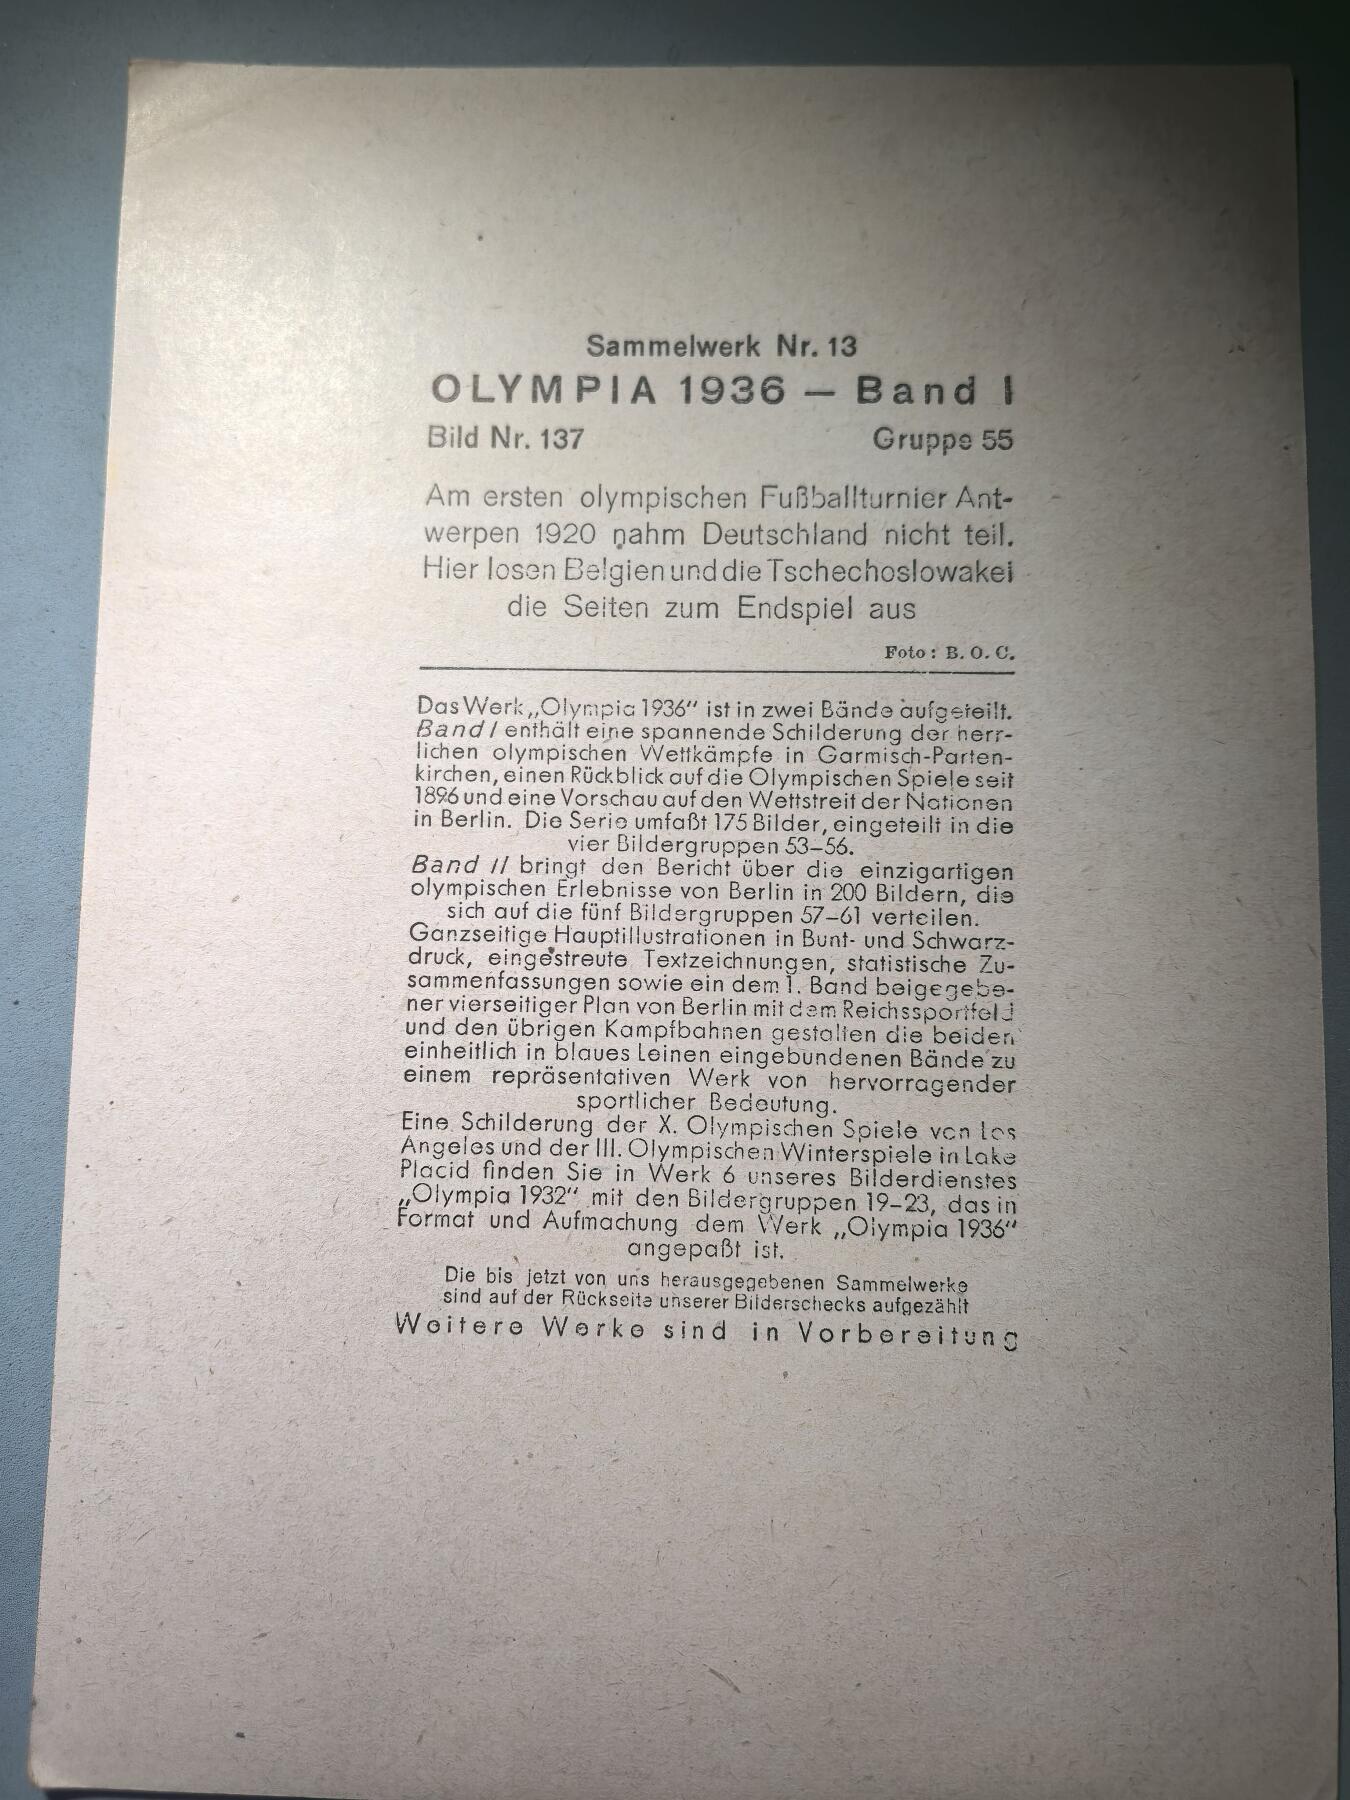 Sammelwerk Nr. 13
OLYMPIA 1936 — Band I
Bild Nr. 137 Gruppe 55
Am ersten olympischen Fußballturnier Ant-
werpen 1920 nahm Deutschland nicht teil.
Hier losen Belgien und die Tschechoslowakei
die Seiten zum Endspiel aus
Foto: B. O. C.
Das Werk „Olympia 1936“ ist in zwei Bände aufgeteilt.
Band I enthält eine spannende Schilderung der herr-
lichen olympischen Wettkämpfe in Garmisch-Parten-
kirchen, einen Rückblick auf die Olympischen Spiele seit
1896 und eine Vorschau auf den Wettstreit der Nationen
in Berlin. Die Serie umfaßt 175 Bilder, eingeteilt in die
vier Bildergruppen 53–56.
Band II bringt den Bericht über die einzigartigen
olympischen Erlebnisse von Berlin in 200 Bildern, die
sich auf die fünf Bildergruppen 57–61 verteilen.
Ganzseitige Hauptillustrationen in Bunt- und Schwarz-
druck, eingestreute Textzeichnungen, statistische Zu-
sammenfassungen sowie ein dem 1. Band beigegebe-
ner vierseitiger Plan von Berlin mit dem Reichssportfeld
und den übrigen Kampfbahnen gestalten die beiden
einheitlich in blaues Leinen eingebundenen Bände zu
einem repräsentativen Werk von hervorragender
sportlicher Bedeutung.
Eine Schilderung der X. Olympischen Spiele von Los
Angeles und der III. Olympischen Winterspiele in Lake
Placid finden Sie in Werk 6 unseres Bilderdienstes
„Olympia 1932“ mit den Bildergruppen 19–23, das in
Format und Aufmachung dem Werk „Olympia 1936“
angepaßt ist.
Die bis jetzt von uns herausgegebenen Sammelwerke
sind auf der Rückseite unserer Bilderschecks aufgezählt
Weitere Werke sind in Vorbereitung